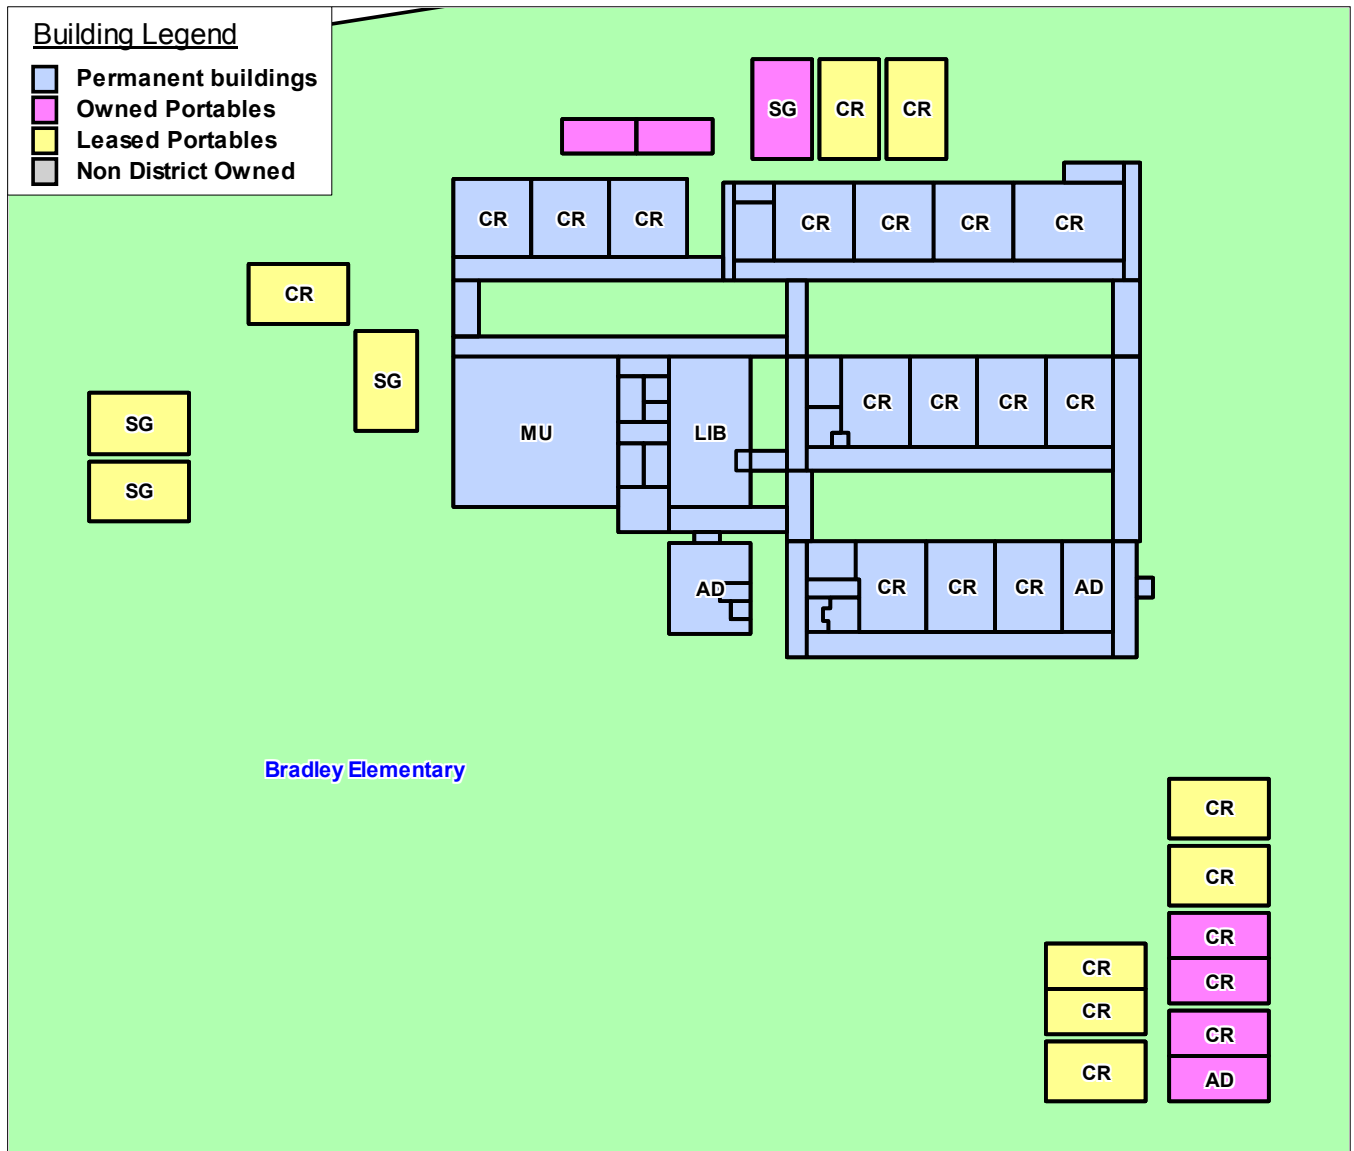 Building Legend
Permanent buildings
Owned Portables
Leased Portables
Non District Owned
SG CR CR
CR CR CR CR CR CR CR
CR
SG
SG
SG
MU LIB CR CR CR CR
AD CR CR CR AD
Bradley Elementary
CR
CR
CR
CR
CR
CR
CR
CR
AD